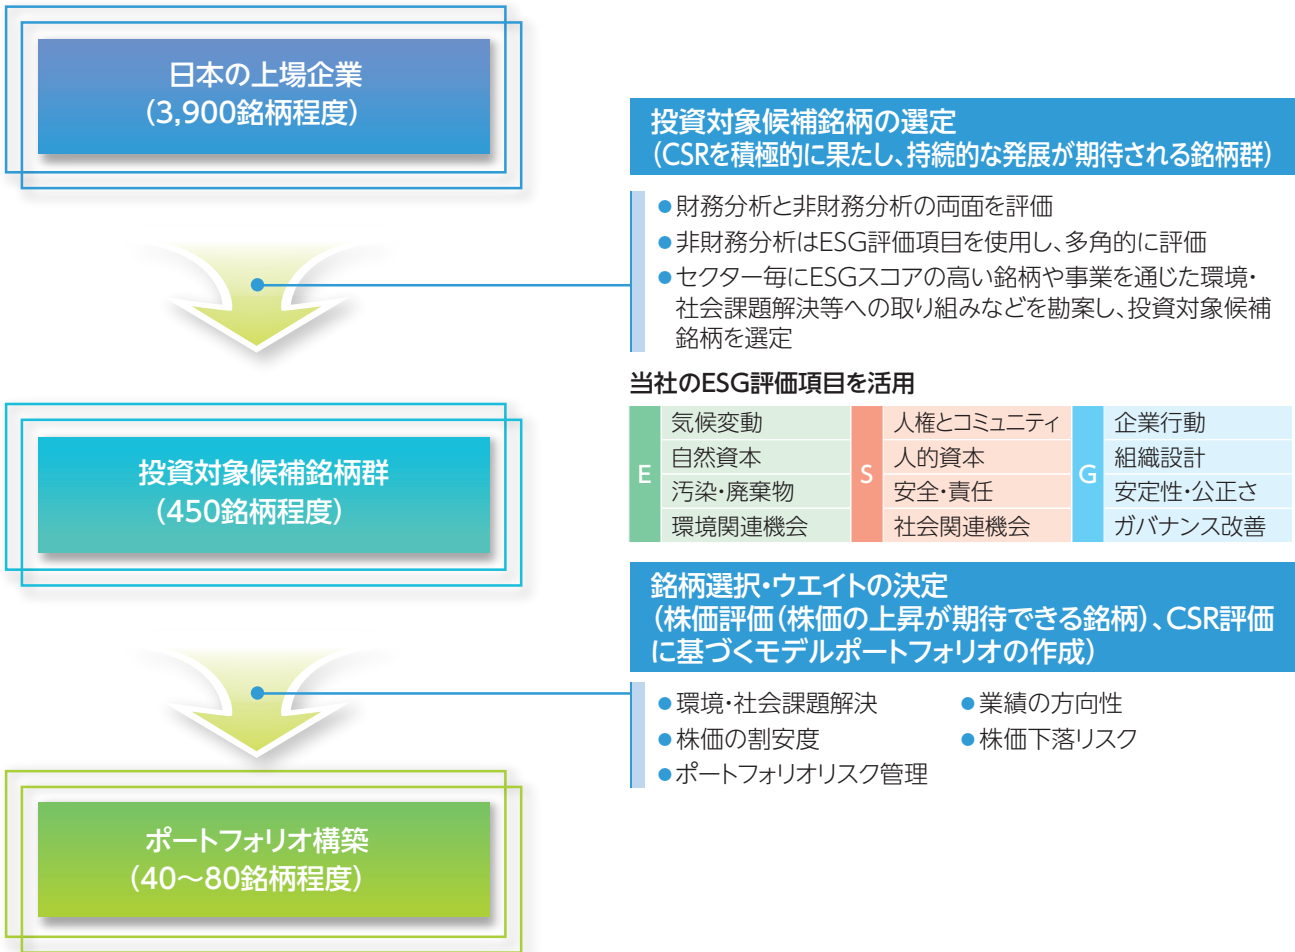 日本の上場企業
(3,900銘柄程度)
投資対象候補銘柄の選定
(CSRを積極的に果たし、持続的な発展が期待される銘柄群)
●財務分析と非財務分析の両面を評価
●非財務分析はESG評価項目を使用し、多角的に評価
●セクター毎にESGスコアの高い銘柄や事業を通じた環境・
社会課題解決等への取り組みなどを勘案し、投資対象候補
銘柄を選定
当社のESG評価項目を活用
E
気候変動
自然資本
汚染・廃棄物
環境関連機会
S
人権とコミュニティ
人的資本
安全・責任
社会関連機会
G
企業行動
組織設計
安定性・公正さ
ガバナンス改善
投資対象候補銘柄群
(450銘柄程度)
銘柄選択・ウエイトの決定
(株価評価(株価の上昇が期待できる銘柄)、CSR評価
に基づくモデルポートフォリオの作成)
●環境・社会課題解決 ●業績の方向性
●株価の割安度 ●株価下落リスク
●ポートフォリオリスク管理
ポートフォリオ構築
(40～80銘柄程度)